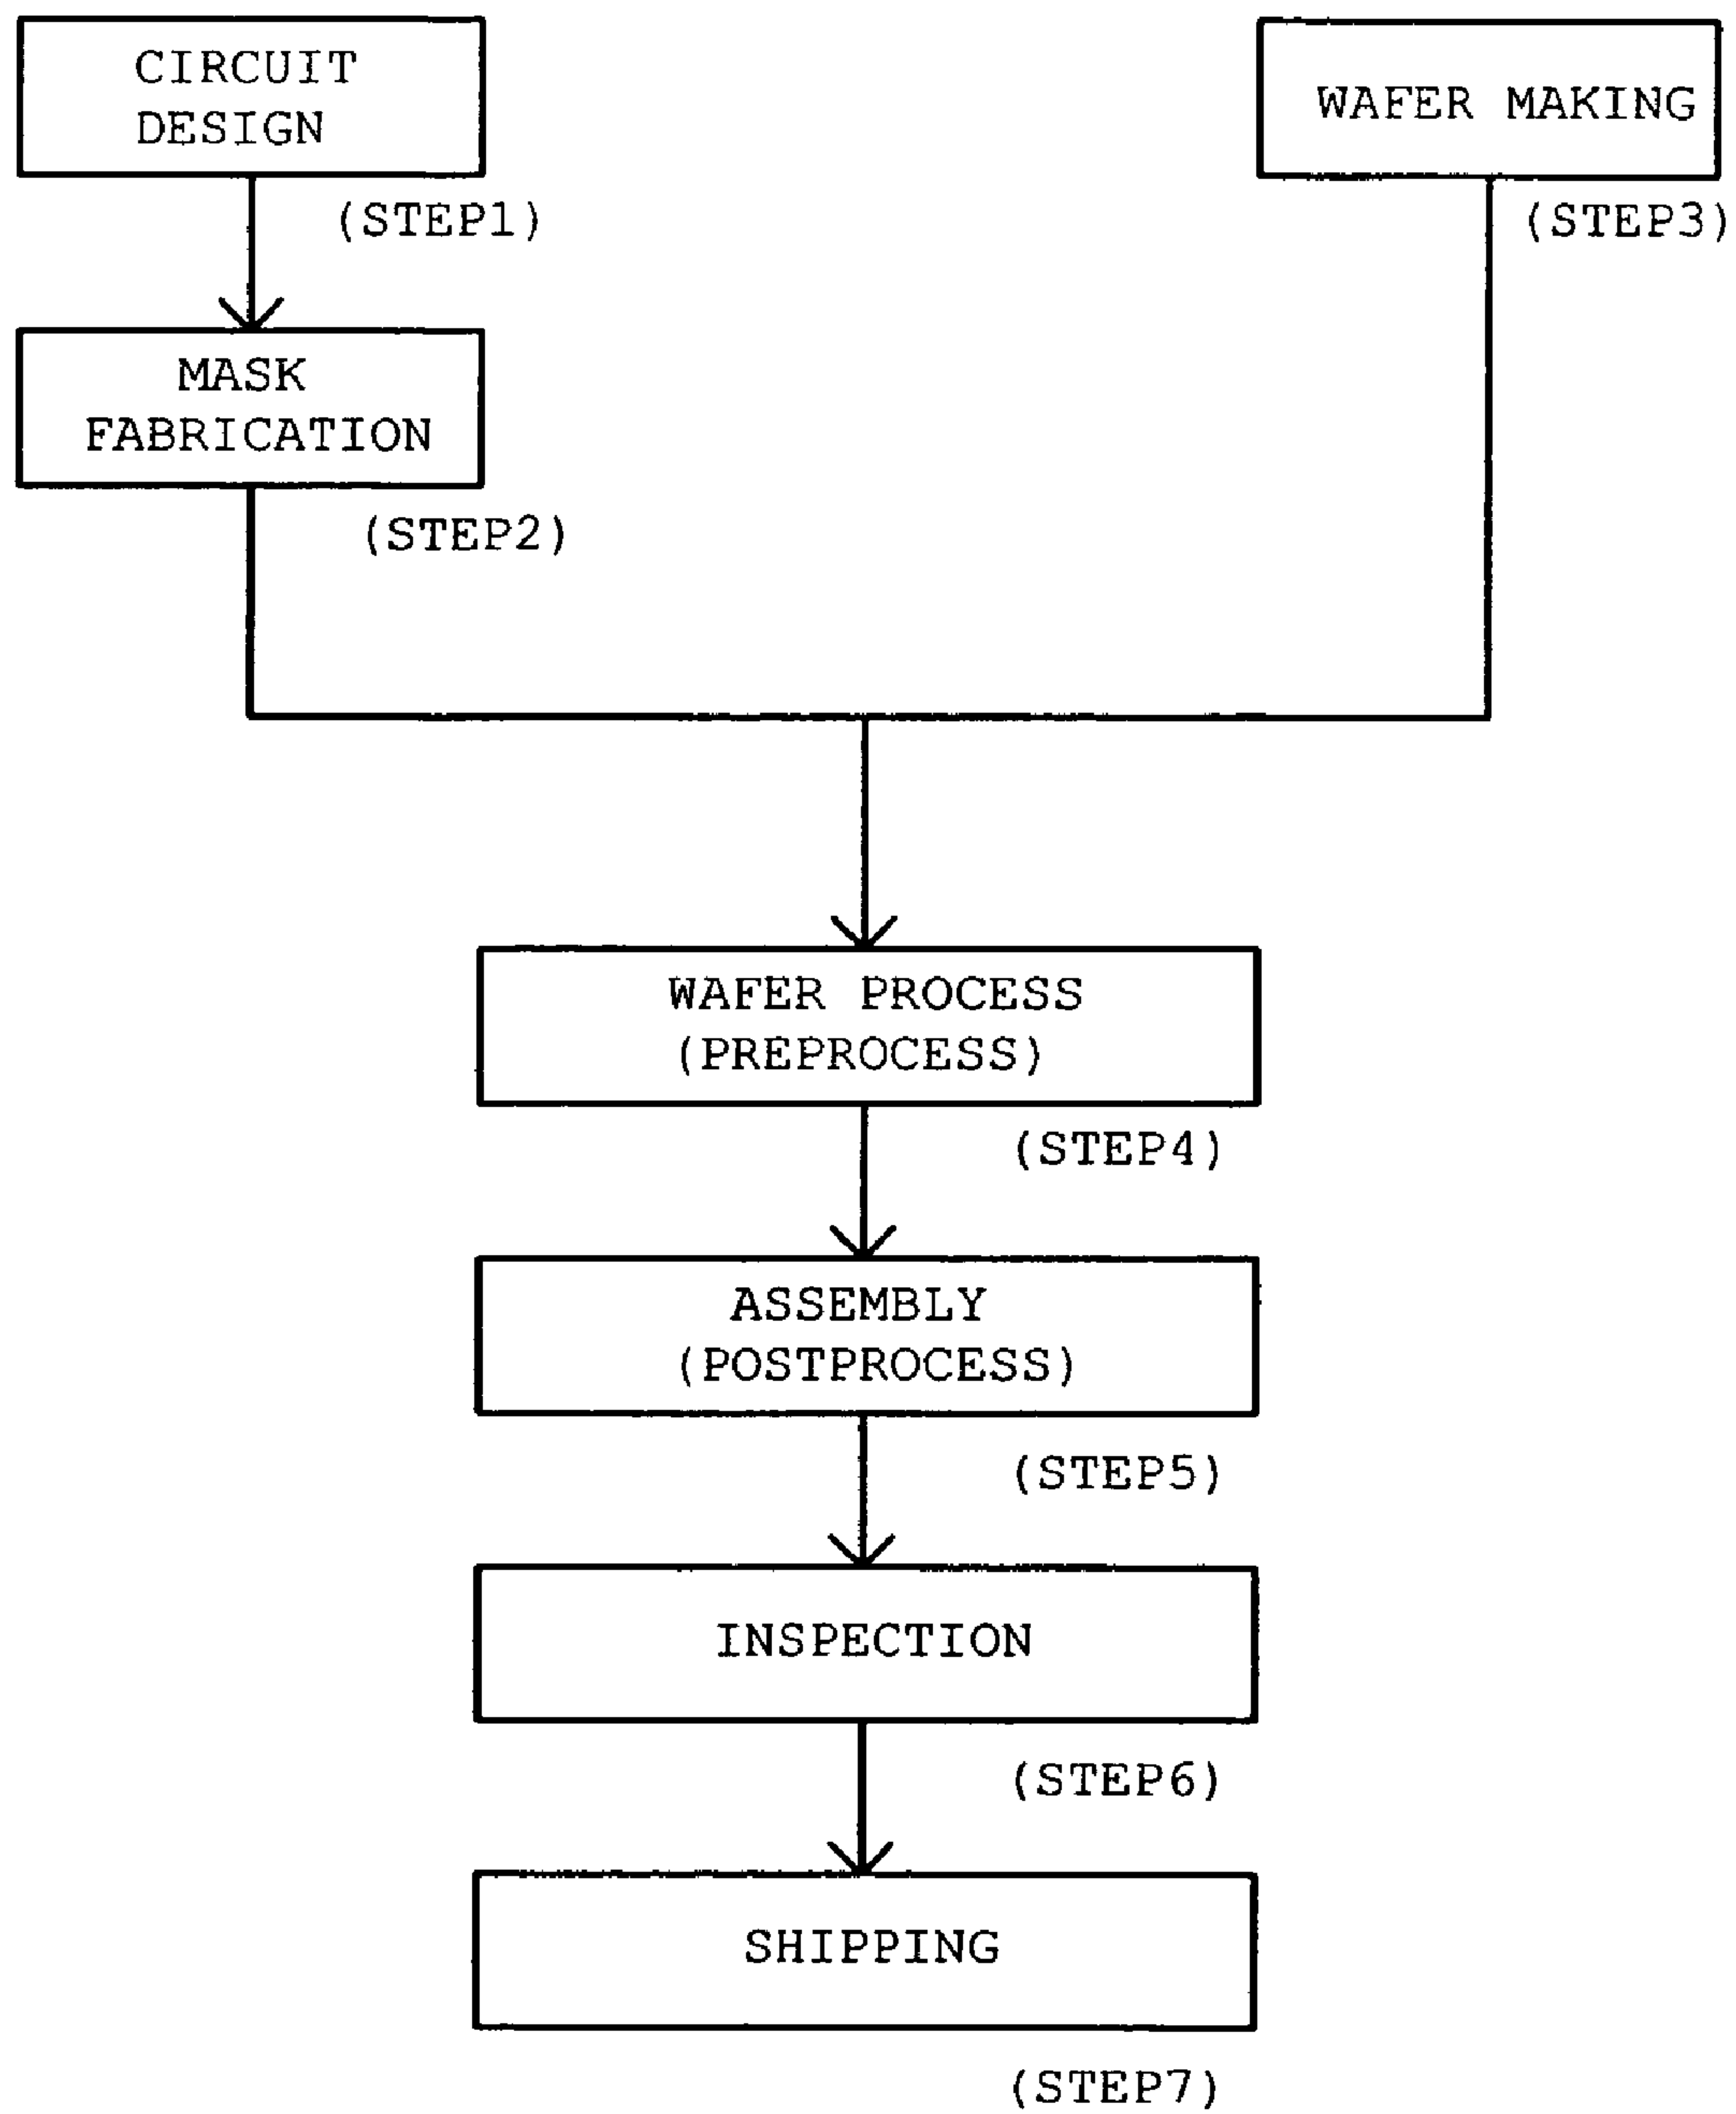 CIRCUIT
DESIGN
(STEP1)
WAFER MAKING
(STEP3)
MASK
FABRICATION
(STEP2)
WAFER PROCESS
(PREPROCESS)
(STEP4)
ASSEMBLY
(POSTPROCESS)
(STEP5)
INSPECTION
(STEP6)
SHIPPING
(STEP7)